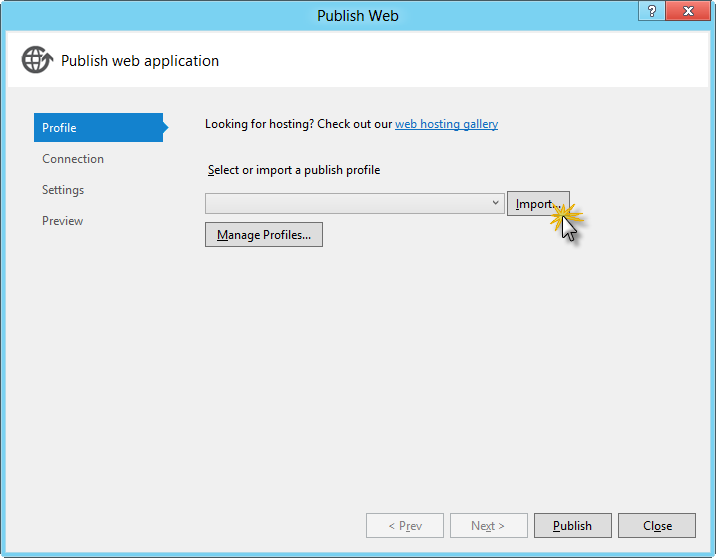 Publish Web
?
Publish web application
Profile
Looking for hosting? Check out our web hosting gallery
Connection
Select or import a publish profile
Settings
Import...
Preview
Manage Profiles...
< Prev
Next >
Publish
Close